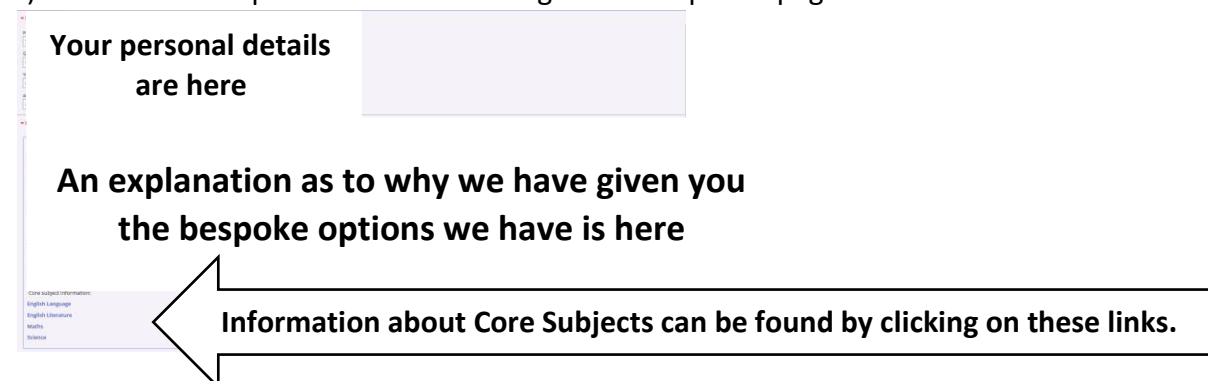 Your personal details
are here
An explanation as to why we have given you
the bespoke options we have is here
Core Subject Information:
English Language
English Literature
Maths
Science
Information about Core Subjects can be found by clicking on these links.